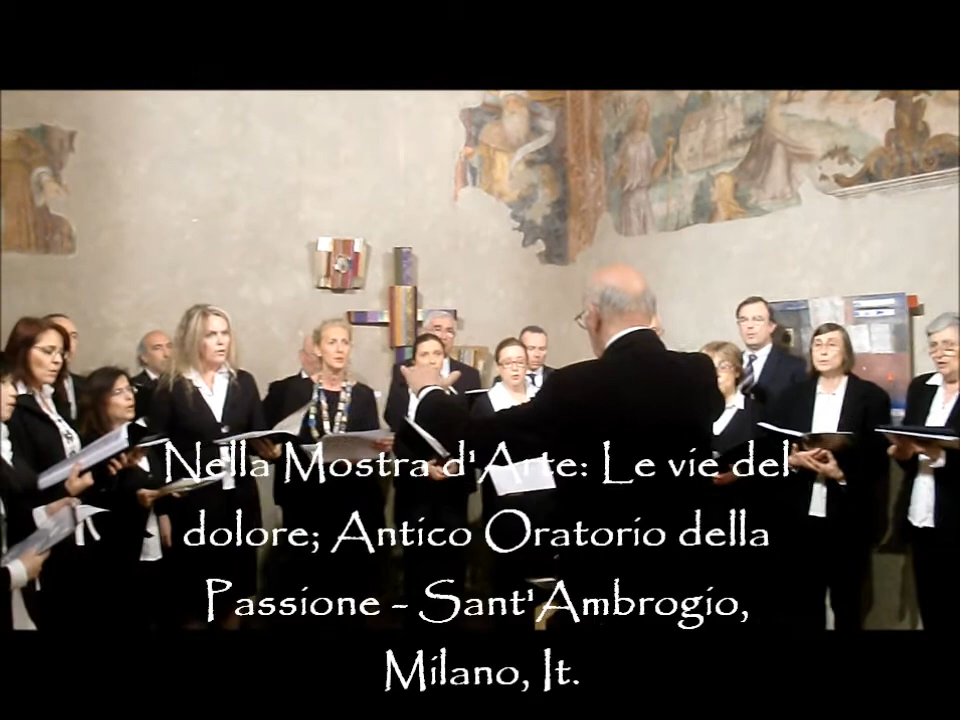 Nella Mostra d'Arte: Le vie del
dolore; Antico Oratorio della
Passione - Sant'Ambrogio,
Milano, It.